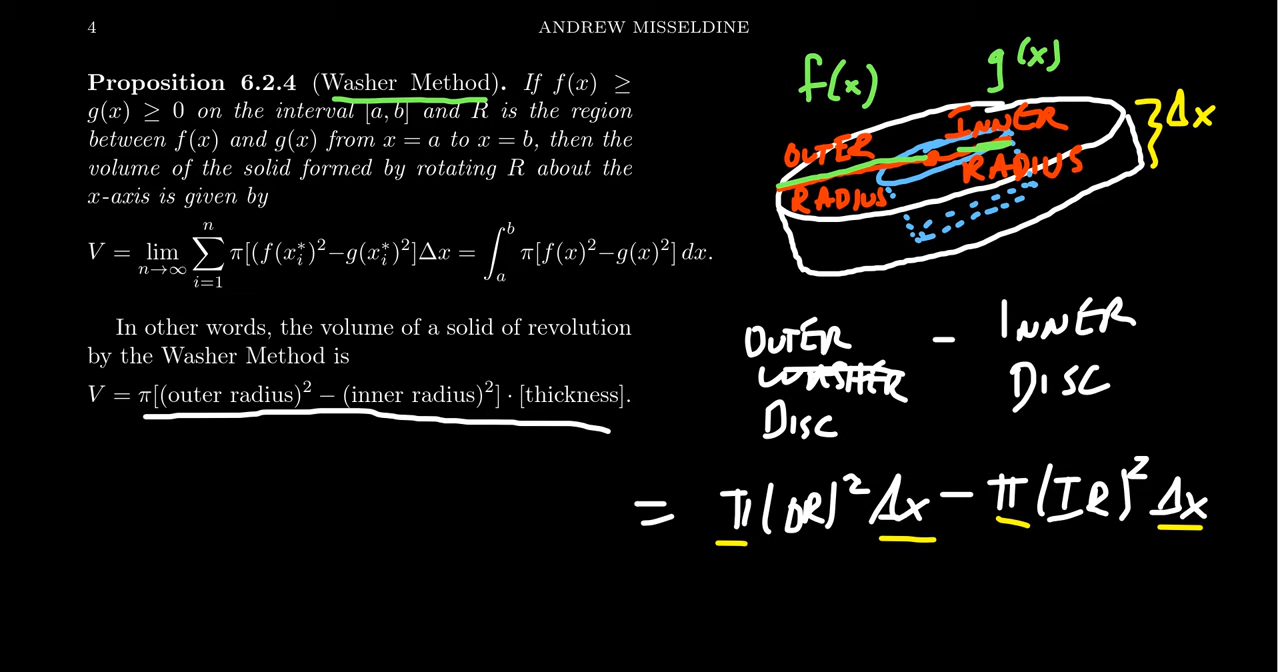 4
ANDREW MISSELDINE
Proposition 6.2.4 (Washer Method). If f(x) ≥
g(x) ≥ 0 on the interval [a, b] and R is the region
between f(x) and g(x) from x = a to x = b, then the
volume of the solid formed by rotating R about the
x-axis is given by
V = lim_{n→∞} ∑_{i=1}^{n} π[(f(x_i^*)^2−g(x_i^*)^2]Δx = ∫_a^b π[f(x)^2−g(x)^2] dx.
In other words, the volume of a solid of revolution
by the Washer Method is
V = π[(outer radius)^2 − (inner radius)^2] · [thickness].
f(x)
g(x)
Δx
OUTER
RADIUS
INNER
RADIUS
OUTER
WASHER
DISC
−
INNER
DISC
= π(OR)^2 Δx − π(IR)^2 Δx